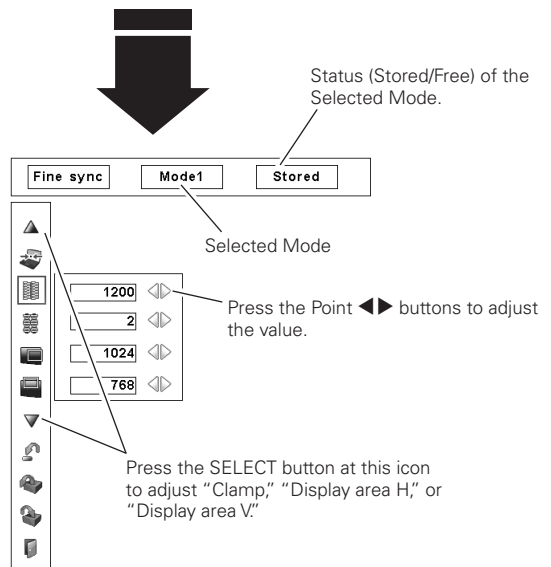 Status (Stored/Free) of the
Selected Mode.
Fine sync
Mode1
Stored
Selected Mode
1200
2
1024
768
Press the Point ◀▶ buttons to adjust
the value.
Press the SELECT button at this icon
to adjust “Clamp,” “Display area H,” or
“Display area V.”